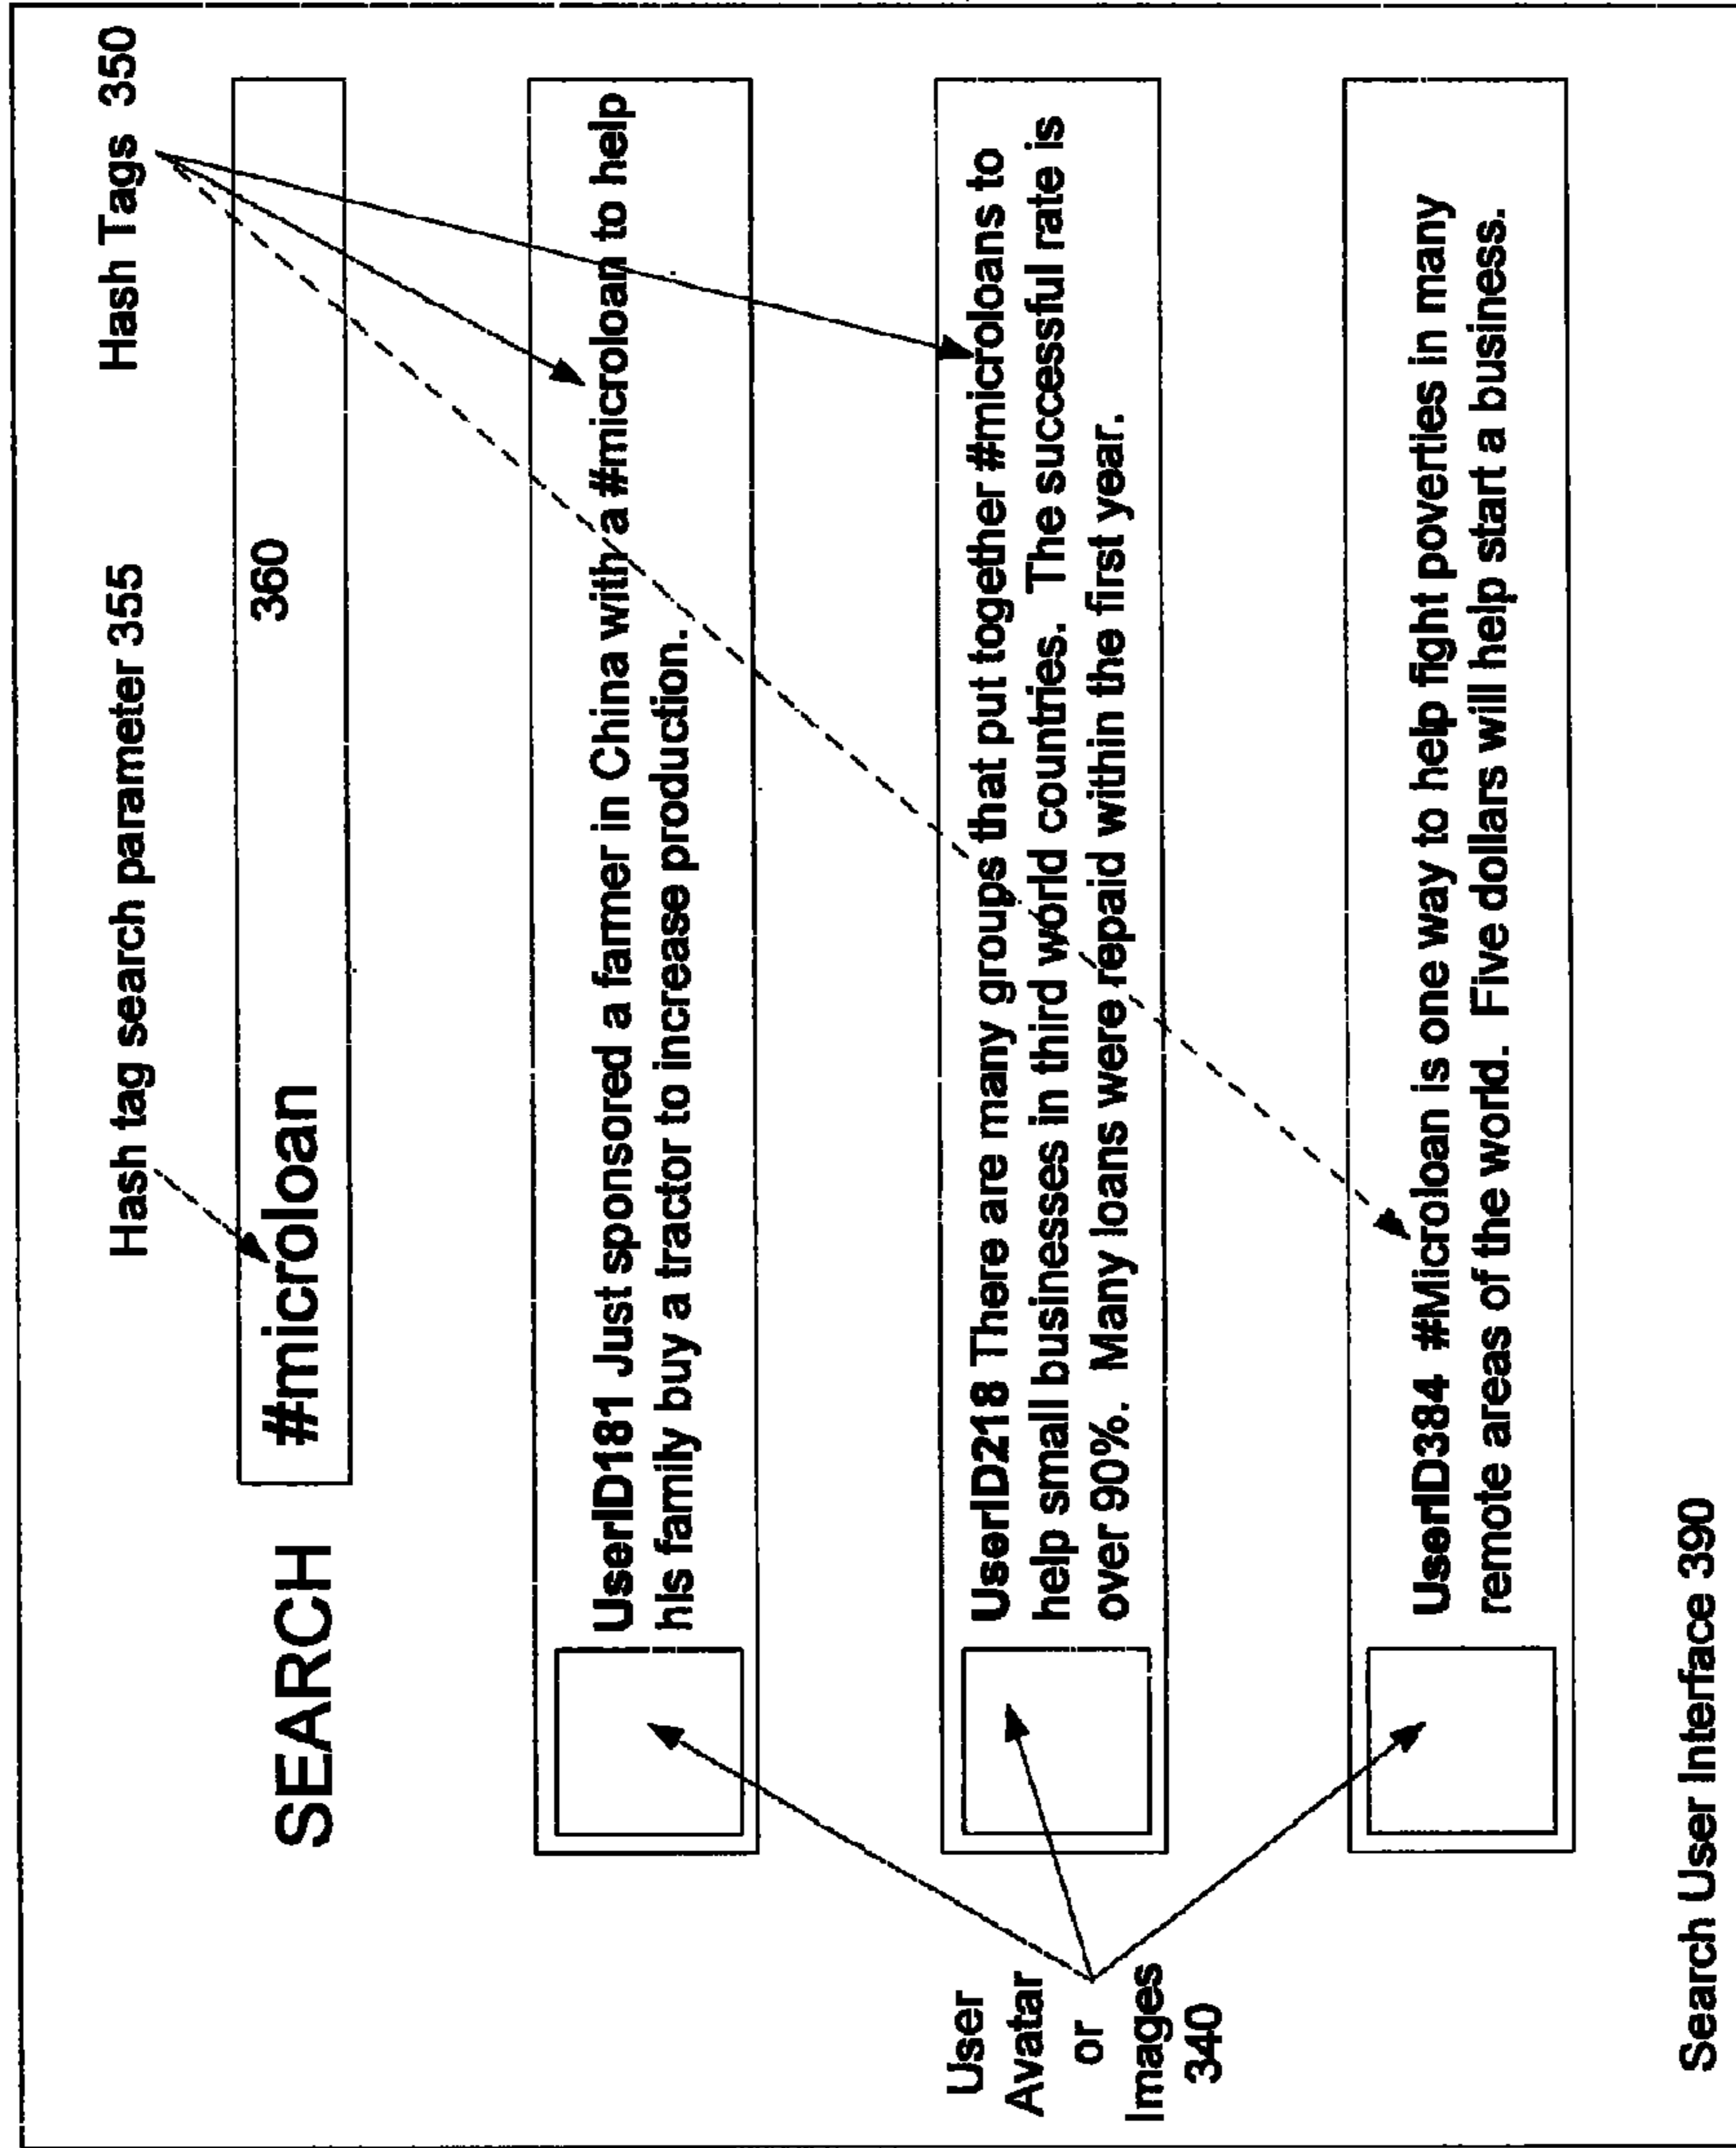 Hash tag search parameter 355
Hash Tags 350
SEARCH
#microloan
360
UserID181 Just sponsored a farmer in China with a #microloan to help
his family buy a tractor to increase production.
User
Avatar
or
Images
340
UserID218 There are many groups that put together #microloans to
help small businesses in third world countries. The successful rate is
over 90%. Many loans were repaid within the first year.
UserID384 #Microloan is one way to help fight poverties in many
remote areas of the world. Five dollars will help start a business.
Search User Interface 390